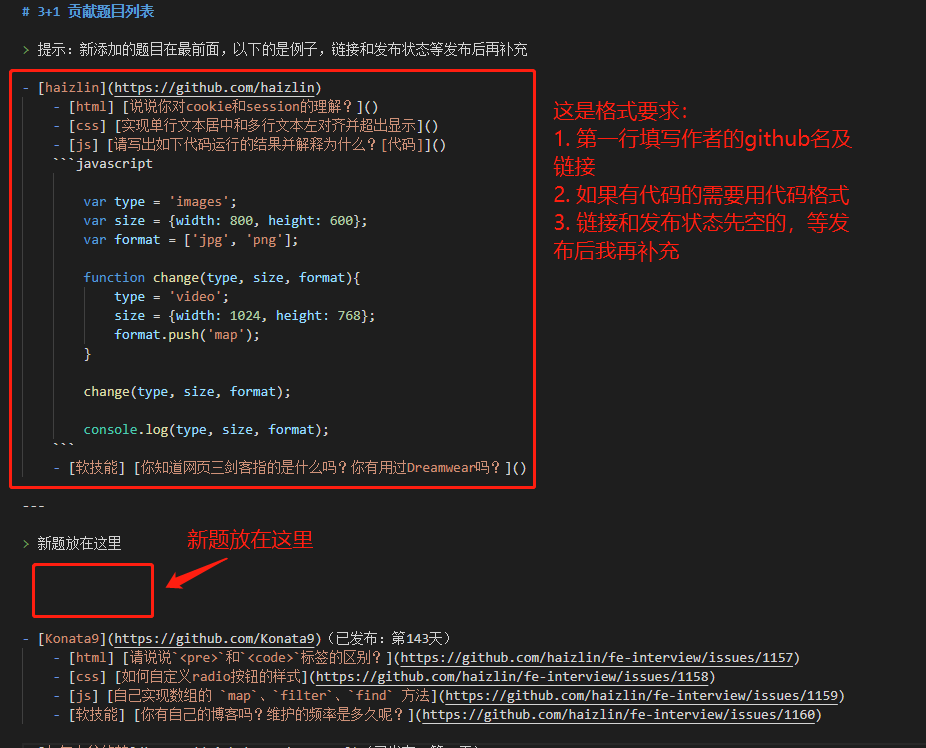 # 3+1 贡献题目列表
> 提示：新添加的题目在最前面，以下的是例子，链接和发布状态等发布后再补充
- [haizlin](https://github.com/haizlin)
- [html] [说说你对cookie和session的理解？]()
- [css] [实现单行文本居中和多行文本左对齐并超出显示]()
- [js] [请写出如下代码运行的结果并解释为什么？[代码]]()
```javascript
var type = 'images';
var size = {width: 800, height: 600};
var format = ['jpg', 'png'];
function change(type, size, format){
type = 'video';
size = {width: 1024, height: 768};
format.push('map');
}
change(type, size, format);
console.log(type, size, format);
```
- [软技能] [你知道网页三剑客指的是什么吗？你有用过Dreamwear吗？]()
这是格式要求：
1. 第一行填写作者的github名及
链接
2. 如果有代码的需要用代码格式
3. 链接和发布状态先空的，等发
布后我再补充
---
> 新题放在这里
新题放在这里
- [Konata9](https://github.com/Konata9)（已发布：第143天）
- [html] [请说说`<pre>`和`<code>`标签的区别？](https://github.com/haizlin/fe-interview/issues/1157)
- [css] [如何自定义radio按钮的样式](https://github.com/haizlin/fe-interview/issues/1158)
- [js] [自己实现数组的 `map`、`filter`、`find` 方法](https://github.com/haizlin/fe-interview/issues/1159)
- [软技能] [你有自己的博客吗？维护的频率是多久呢？](https://github.com/haizlin/fe-interview/issues/1160)